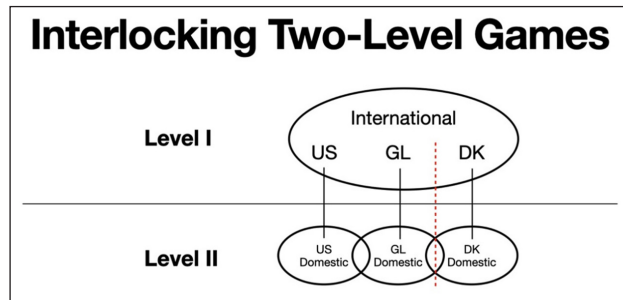 Interlocking Two-Level Games
International
Level I
US GL DK
Level II
US GL DK
Domestic Domestic Domestic